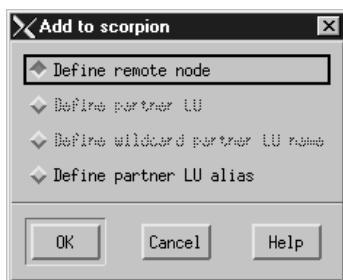 Add to scorpion
Define remote node
Define partner LU
Define wildcard partner LU name
Define partner LU alias
OK Cancel Help